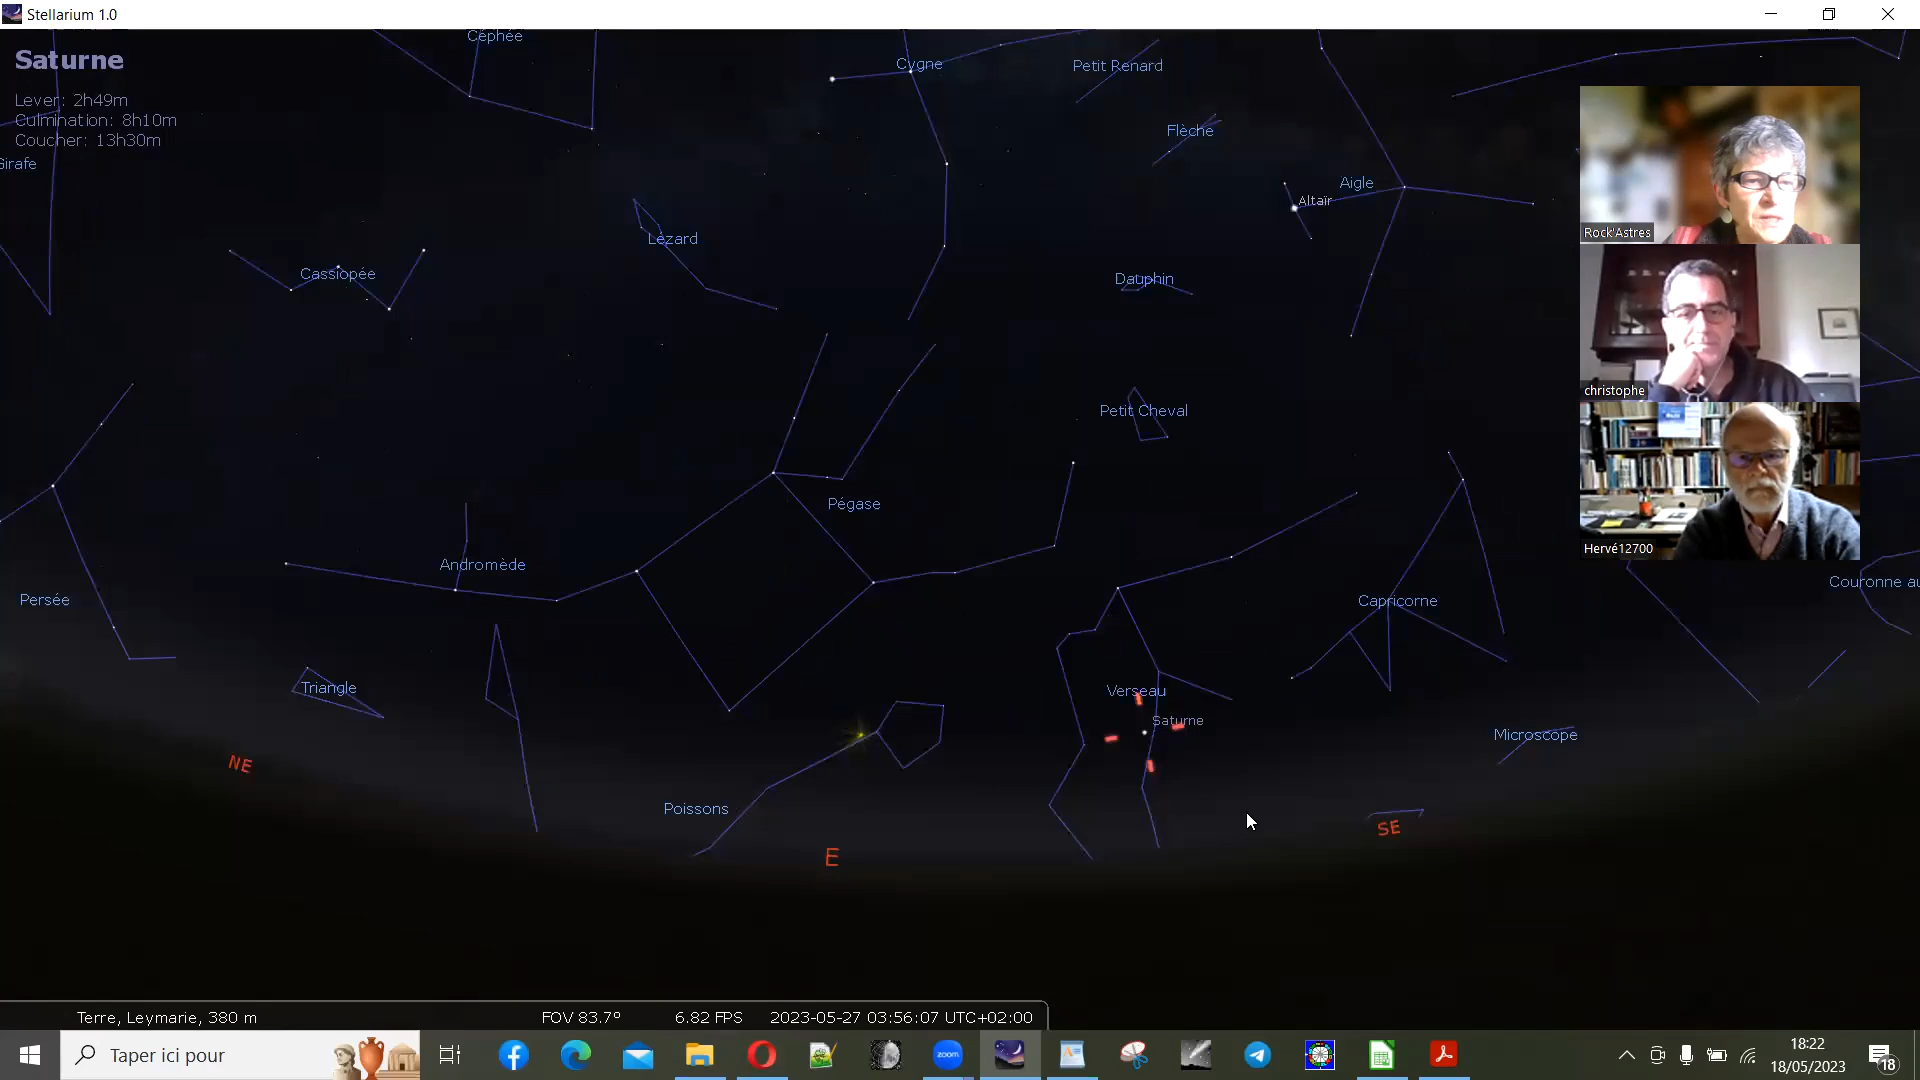 Stellarium 1.0
Saturne
Lever: 2h49m
Culmination: 8h10m
Coucher: 13h30m
Céphée
Cygne
Petit Renard
Flèche
Girafe
Aigle
Altaïr
Lézard
Cassiopée
Dauphin
Petit Cheval
Pégase
Andromède
Persée
Capricorne
Couronne au
Triangle
Verseau
Saturne
Microscope
Poissons
NE
E
SE
Rock'Astres
christophe
Hervé12700
Terre, Leymarie, 380 m
FOV 83.7°
6.82 FPS
2023-05-27 03:56:07 UTC+02:00
Taper ici pour
zoom
18:22
18/05/2023
18